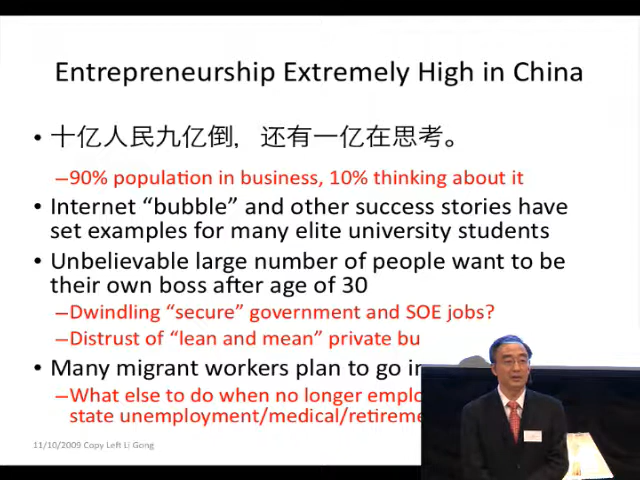 Entrepreneurship Extremely High in China
• 十亿人民九亿倒，还有一亿在思考。
–90% population in business, 10% thinking about it
• Internet “bubble” and other success stories have
set examples for many elite university students
• Unbelievable large number of people want to be
their own boss after age of 30
–Dwindling “secure” government and SOE jobs?
–Distrust of “lean and mean” private bu
• Many migrant workers plan to go in
–What else to do when no longer emplo
state unemployment/medical/retireme
11/10/2009 Copy Left Li Gong